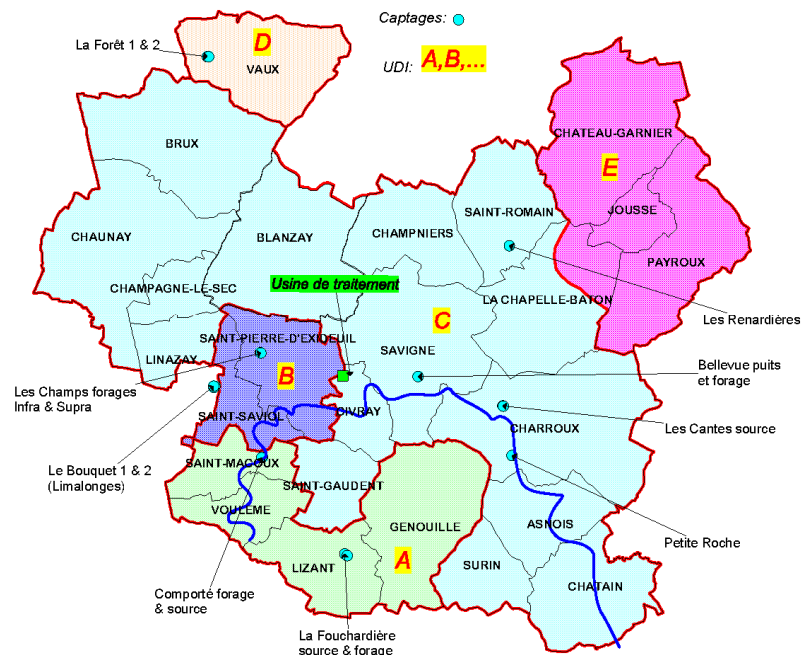 Captages:
La Forêt 1 & 2
D
VAUX
UDI: A,B,...
BRUX
CHATEAU-GARNIER
E
SAINT-ROMAIN
JOUSSE
CHAUNAY
BLANZAY
CHAMPNIERS
PAYROUX
CHAMPAGNE-LE-SEC
Usine de traitement
LA CHAPELLE-BATON
Les Renardières
C
SAINT-PIERRE-D'EXIDEUIL
SAVIGNE
LINAZAY
B
Bellevue puits
et forage
Les Champs forages
Infra & Supra
SAINT-SAVIOL
CIVRAY
CHARROUX
Les Cantes source
Le Bouquet 1 & 2
(Limalonges)
SAINT-MACOUX
SAINT-GAUDENT
VOULEME
GENOUILLE
ASNOIS
Petite Roche
LIZANT
A
SURIN
CHATAIN
Comporté forage
& source
La Fouchardière
source & forage